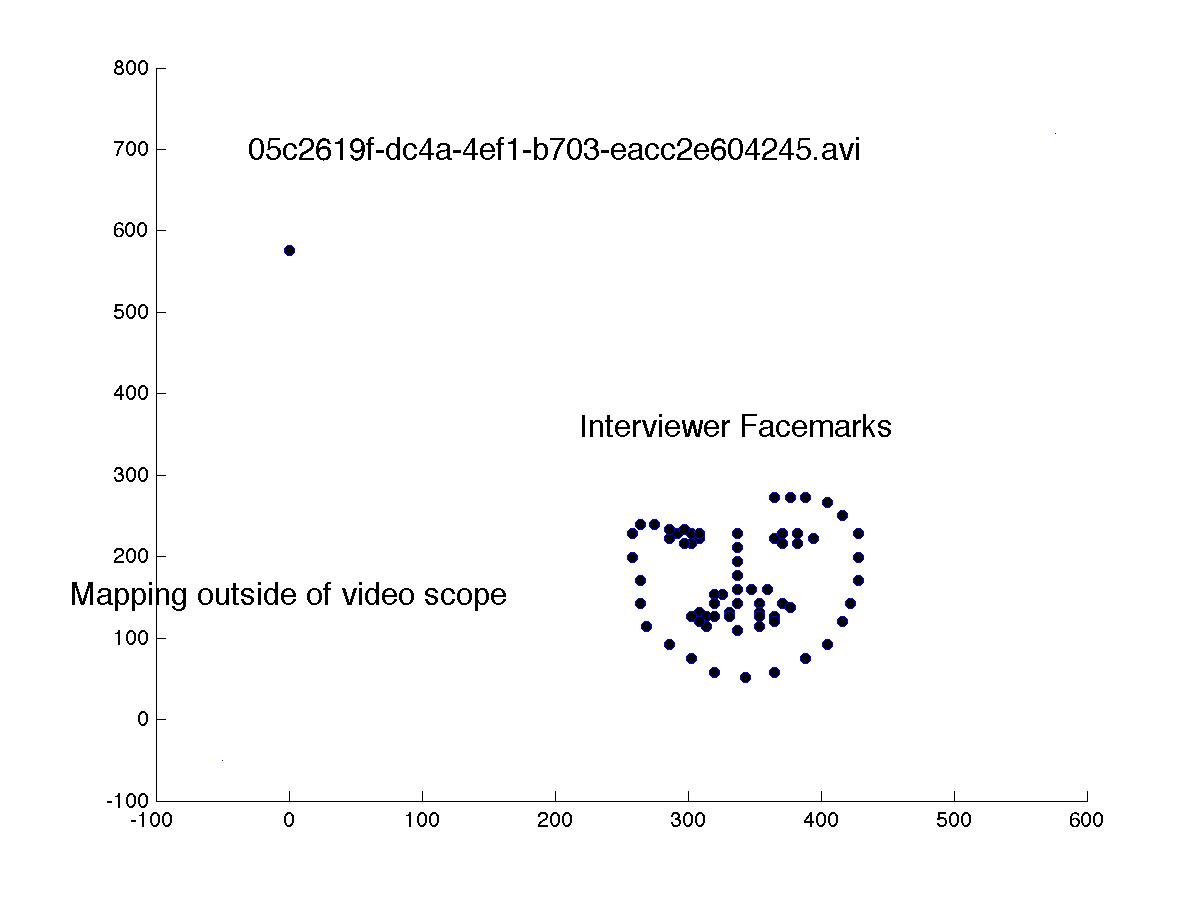 800
700
05c2619f-dc4a-4ef1-b703-eacc2e604245.avi
600
500
400
Interviewer Facemarks
300
200
Mapping outside of video scope
100
0
-100
-100 0 100 200 300 400 500 600